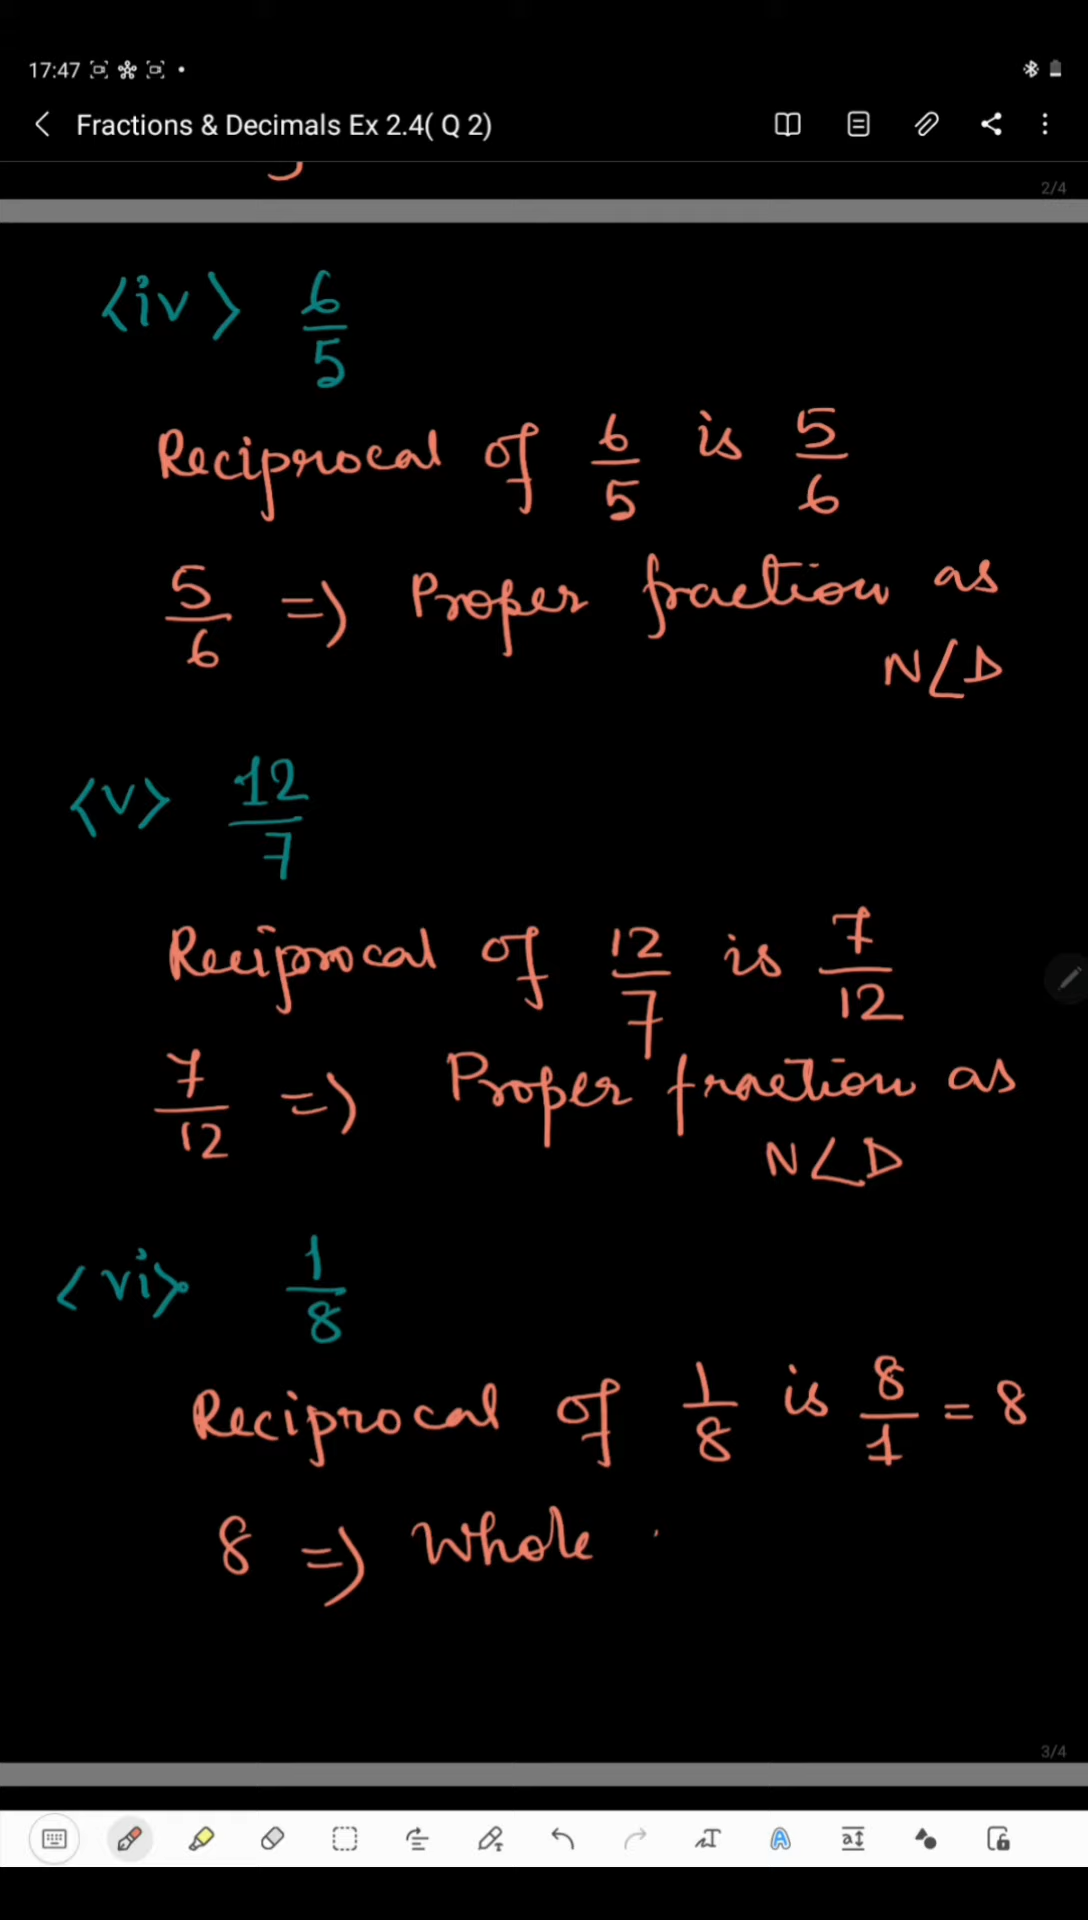 17:47
Fractions & Decimals Ex 2.4( Q 2)
2/4
<iv> 6/5
Reciprocal of 6/5 is 5/6
5/6 => Proper fraction as
N<D
<v> 12/7
Reciprocal of 12/7 is 7/12
7/12 => Proper fraction as
N<D
<vi> 1/8
Reciprocal of 1/8 is 8/1 = 8
8 => Whole
3/4